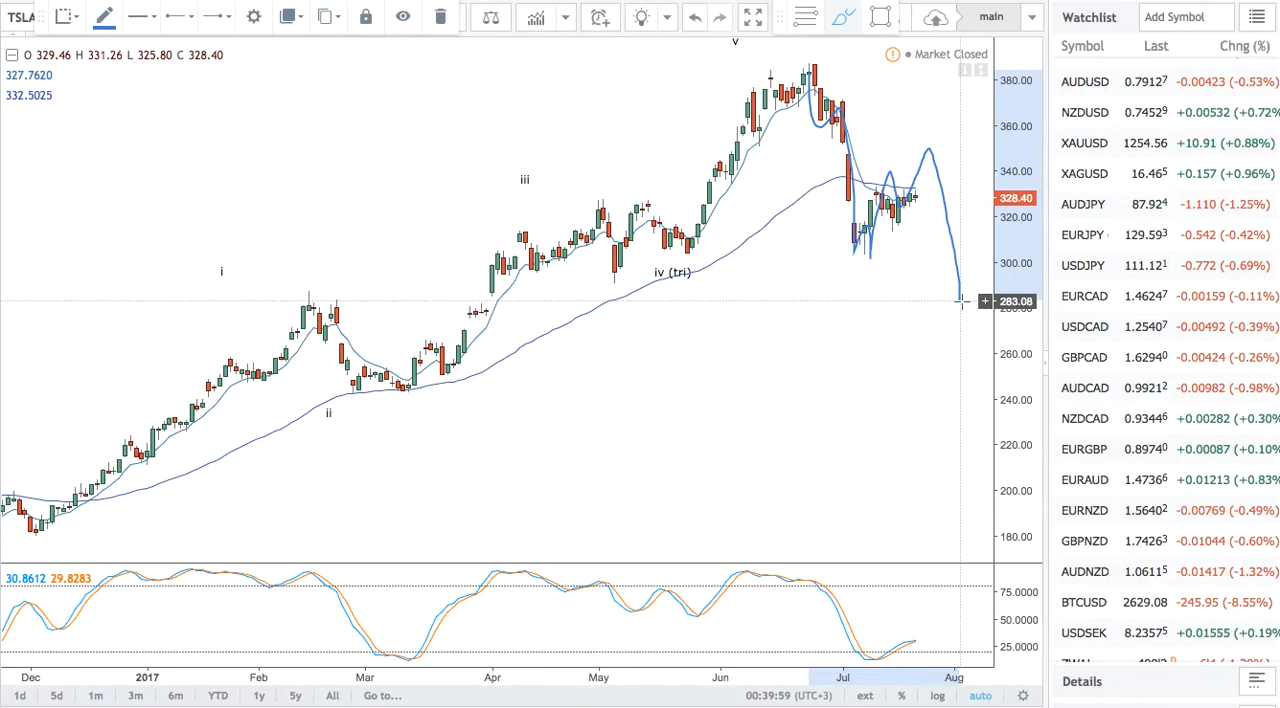 TSLA main Watchlist Add Symbol
O 329.46 H 331.26 L 325.80 C 328.40
327.7620
332.5025
Market Closed
v
iii
i
iv (tri)
ii
380.00
360.00
340.00
328.40
320.00
300.00
283.08
260.00
240.00
220.00
200.00
180.00
30.8612 29.8283
75.0000
50.0000
25.0000
Dec 2017 Feb Mar Apr May Jun Jul Aug
1d 5d 1m 3m 6m YTD 1y 5y All Go to... 00:39:59 (UTC+3) ext % log auto
Symbol Last Chng (%)
AUDUSD 0.79127 -0.00423 (-0.53%)
NZDUSD 0.74529 +0.00532 (+0.72%
XAUUSD 1254.56 +10.91 (+0.88%)
XAGUSD 16.465 +0.157 (+0.96%)
AUDJPY 87.924 -1.110 (-1.25%)
EURJPY 129.593 -0.542 (-0.42%)
USDJPY 111.121 -0.772 (-0.69%)
EURCAD 1.46247 -0.00159 (-0.11%)
USDCAD 1.25407 -0.00492 (-0.39%)
GBPCAD 1.62940 -0.00424 (-0.26%)
AUDCAD 0.99212 -0.00982 (-0.98%)
NZDCAD 0.93446 +0.00282 (+0.30%
EURGBP 0.89740 +0.00087 (+0.10%
EURAUD 1.47366 +0.01213 (+0.83%
EURNZD 1.56402 -0.00769 (-0.49%)
GBPNZD 1.74263 -0.01044 (-0.60%)
AUDNZD 1.06115 -0.01417 (-1.32%)
BTCUSD 2629.08 -245.95 (-8.55%)
USDSEK 8.23575 +0.01555 (+0.19%
Details